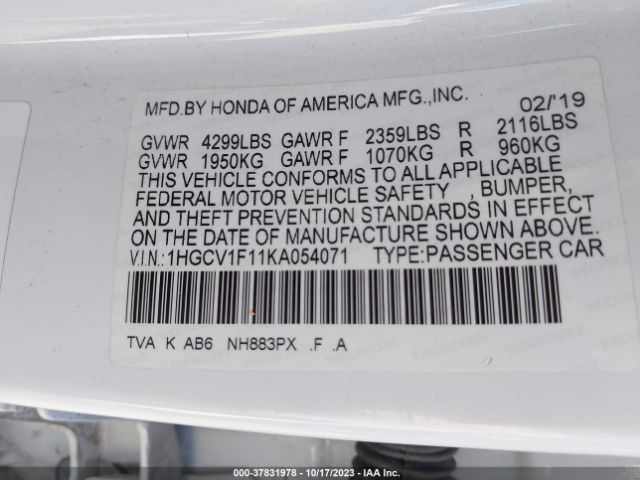 MFD.BY HONDA OF AMERICA MFG.,INC. 02/'19
GVWR 4299LBS GAWR F 2359LBS R 2116LBS
GVWR 1950KG GAWR F 1070KG R 960KG
THIS VEHICLE CONFORMS TO ALL APPLICABLE
FEDERAL MOTOR VEHICLE SAFETY , BUMPER,
AND THEFT PREVENTION STANDARDS IN EFFECT
ON THE DATE OF MANUFACTURE SHOWN ABOVE.
V.I.N.:1HGCV1F11KA054071 TYPE:PASSENGER CAR
TVA K AB6 NH883PX .F .A
000-37831978 - 10/17/2023 - IAA Inc.